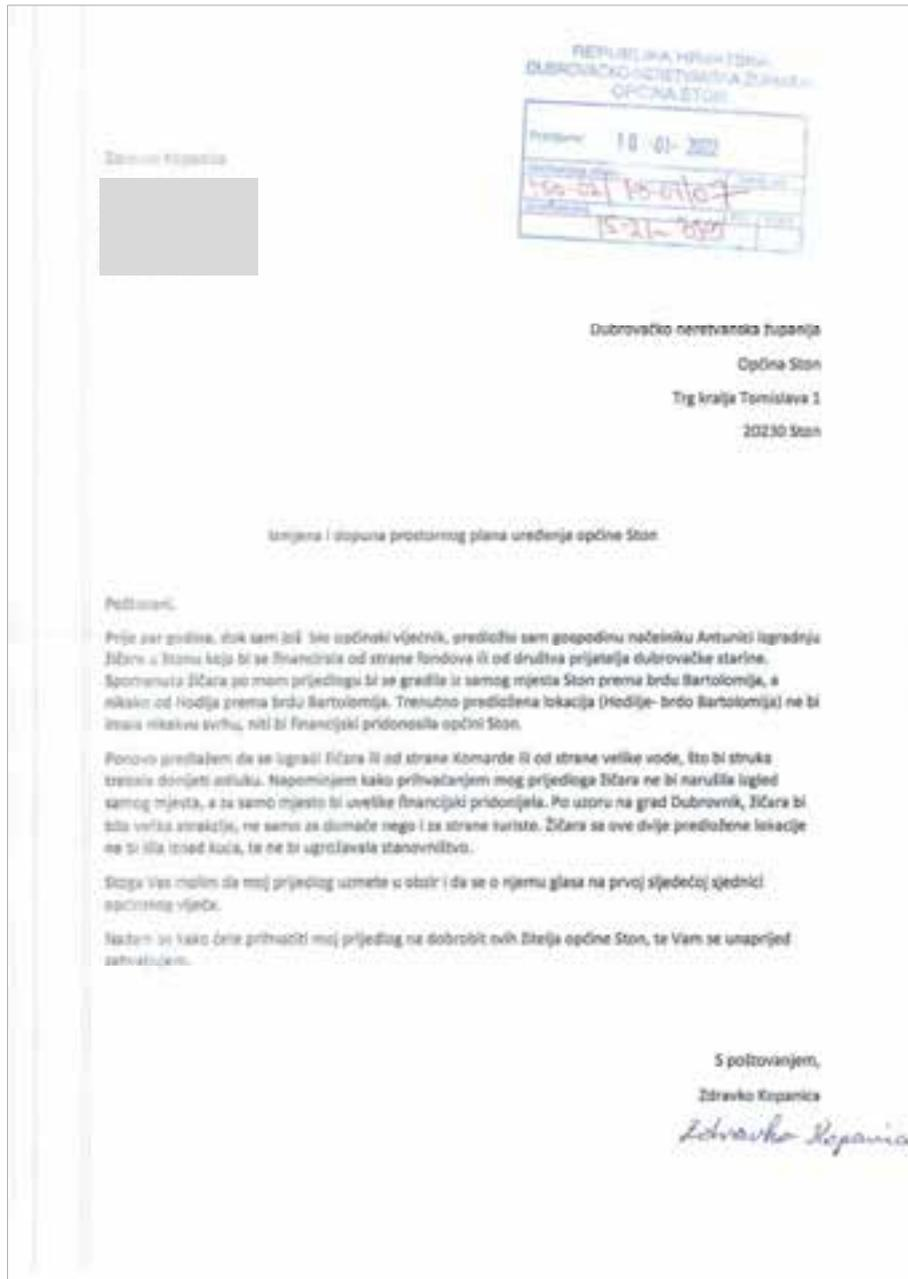 REPUBLIKA HRVATSKA
DUBROVAČKO-NERETVANSKA ŽUPANIJA
OPĆINA STON
Primljeno: 10 -01- 2022
Zdravko Kopanica
Dubrovačko neretvanska županija
Općina Ston
Trg kralja Tomislava 1
20230 Ston
Izmjena i dopuna prostornog plana uređenja općine Ston
Poštovani,
Prije par godina, dok sam još bio općinski vijećnik, predložio sam gospodinu načelniku Antunici izgradnju
žičare u Stonu koja bi se financirala od strane fondova ili od društva prijatelja dubrovačke starine.
Spomenuta žičara po mom prijedlogu bi se gradila iz samog mjesta Ston prema brdu Bartolomija, a
nikako od Hodilja prema brdu Bartolomija. Trenutno predložena lokacija (Hodilje- brdo Bartolomija) ne bi
imala nikakvu svrhu, niti bi financijski pridonosila općini Ston.
Ponovo predlažem da se izgradi žičara ili od strane Komarde ili od strane velike vode, što bi struka
trebala donijeti odluku. Napominjem kako prihvaćanjem mog prijedloga žičara ne bi narušila izgled
samog mjesta, a za samo mjesto bi uvelike financijski pridonijela. Po uzoru na grad Dubrovnik, žičara bi
bila velika atrakcija, ne samo za domaće nego i za strane turiste. Žičara sa ove dvije predložene lokacije
ne bi išla iznad kuća, te ne bi ugrožavala stanovništvo.
Stoga Vas molim da moj prijedlog uzmete u obzir i da se o njemu glasa na prvoj sljedećoj sjednici
općinskog vijeća.
Nadam se kako ćete prihvatiti moj prijedlog na dobrobit svih žitelja općine Ston, te Vam se unaprijed
zahvaljujem.
S poštovanjem,
Zdravko Kopanica
Zdravko Kopanica